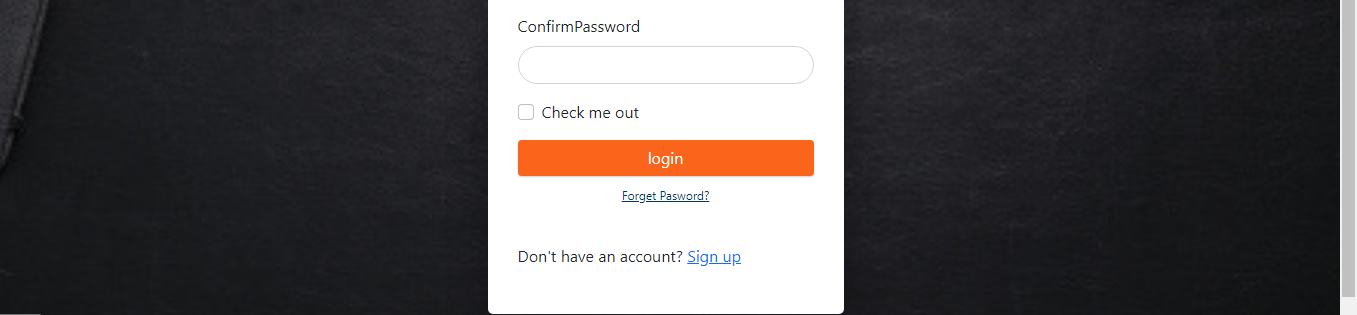 ConfirmPassword
Check me out
login
Forget Pasword?
Don't have an account? Sign up